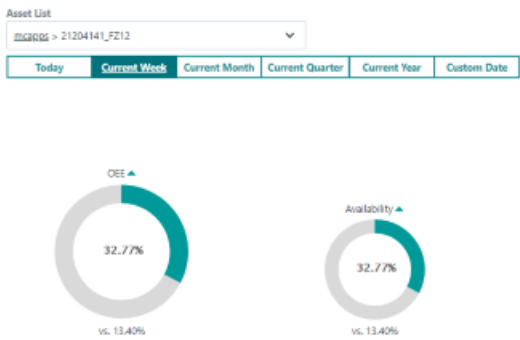 Asset List
mcapps > 21204141_FZ12
Today Current Week Current Month Current Quarter Current Year Custom Date
OEE
32.77%
vs. 13.40%
Availability
32.77%
vs. 13.40%